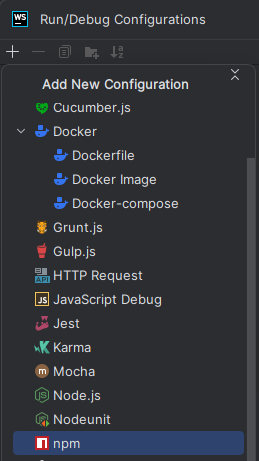 WS Run/Debug Configurations
Add New Configuration
Cucumber.js
Docker
Dockerfile
Docker Image
Docker-compose
Grunt.js
Gulp.js
API HTTP Request
JS JavaScript Debug
Jest
Karma
m Mocha
Node.js
Nodeunit
npm